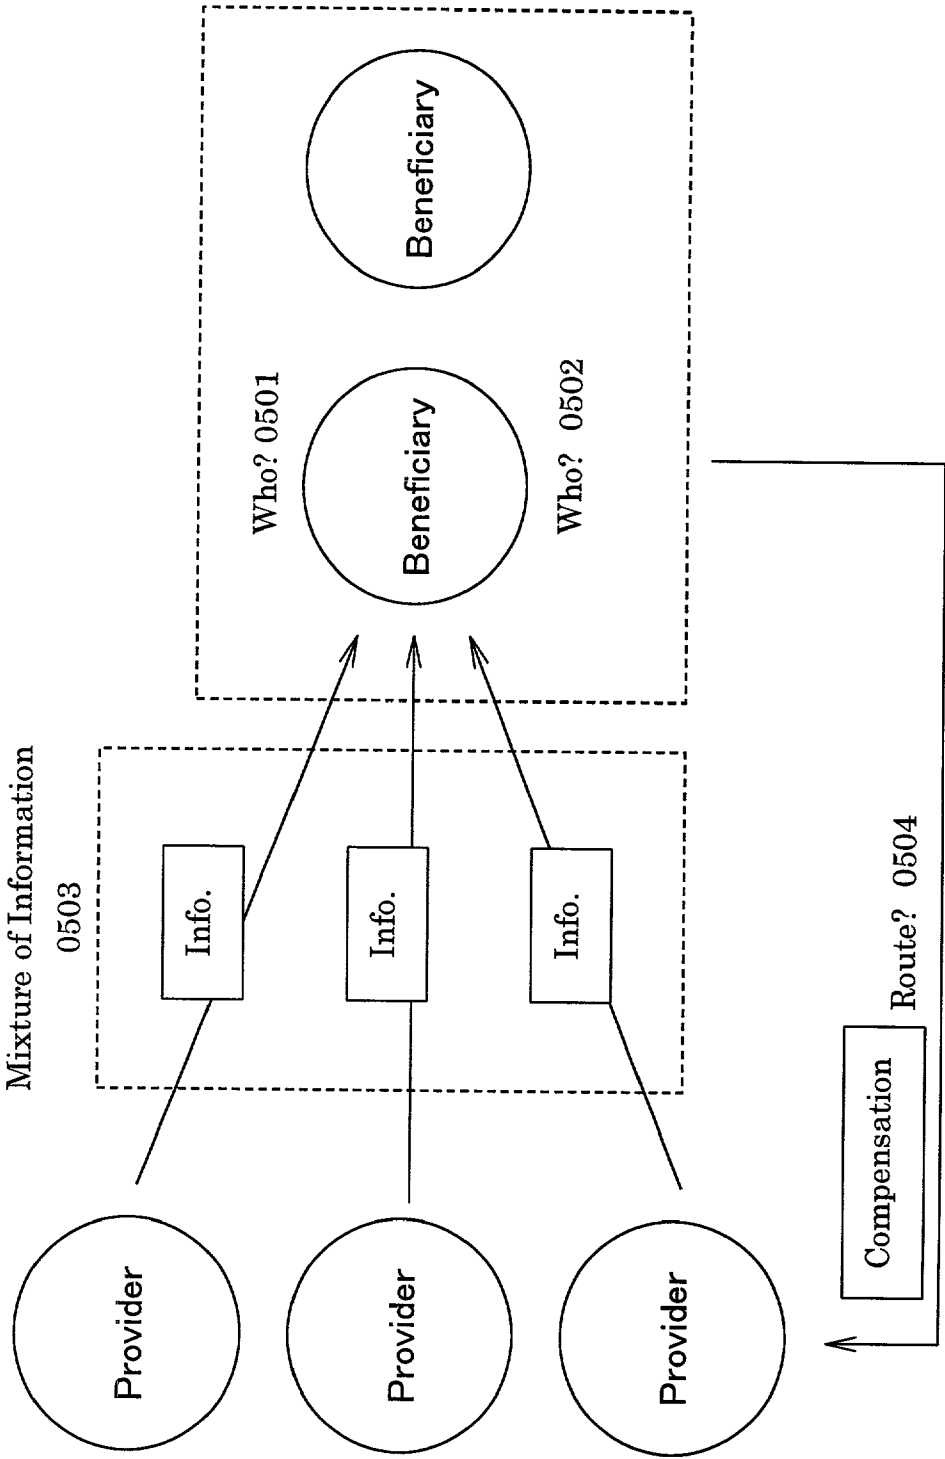 Mixture of Information
0503
Provider
Provider
Provider
Info.
Info.
Info.
Who? 0501
Beneficiary
Who? 0502
Beneficiary
Compensation
Route? 0504